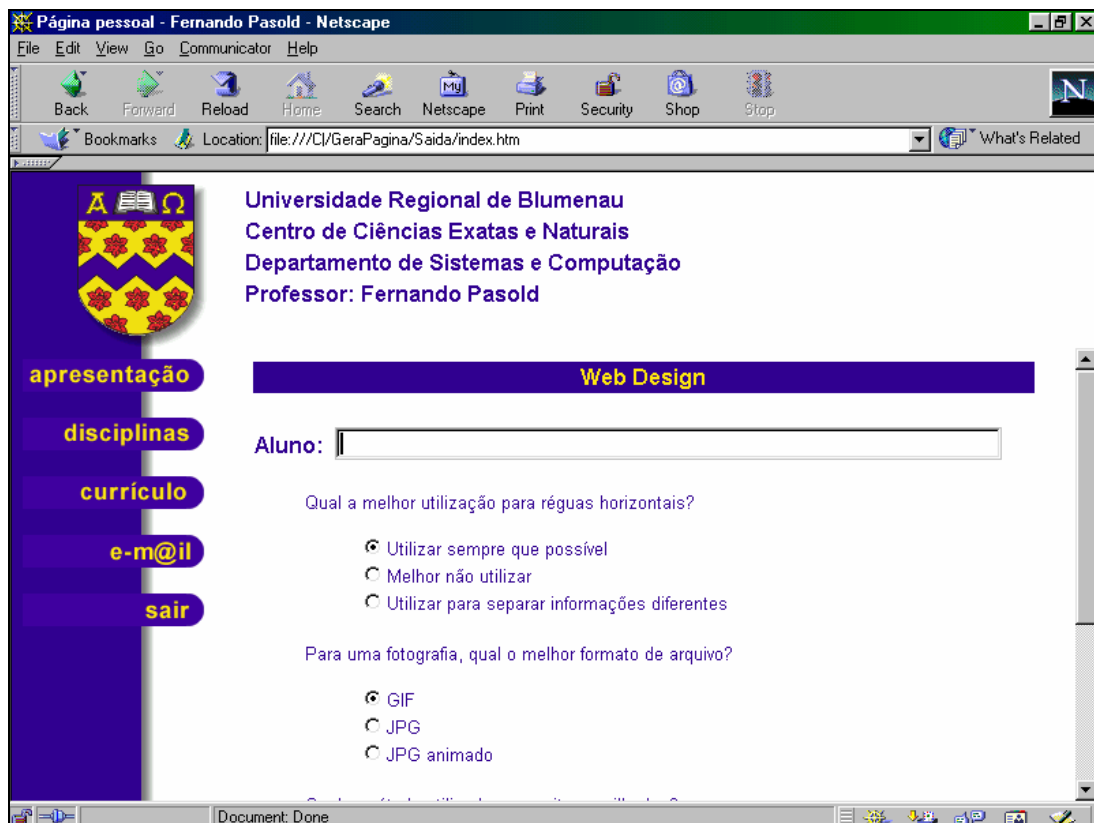 Página pessoal - Fernando Pasold - Netscape
File Edit View Go Communicator Help
My
Back Forward Reload Home Search Netscape Print Security Shop Stop
N
Bookmarks Location: file:///C|/GeraPagina/Saida/index.htm What's Related
Α Ω
Universidade Regional de Blumenau
Centro de Ciências Exatas e Naturais
Departamento de Sistemas e Computação
Professor: Fernando Pasold
apresentação
disciplinas
currículo
e-m@il
sair
Web Design
Aluno:
Qual a melhor utilização para réguas horizontais?
Utilizar sempre que possível
Melhor não utilizar
Utilizar para separar informações diferentes
Para uma fotografia, qual o melhor formato de arquivo?
GIF
JPG
JPG animado
Document: Done